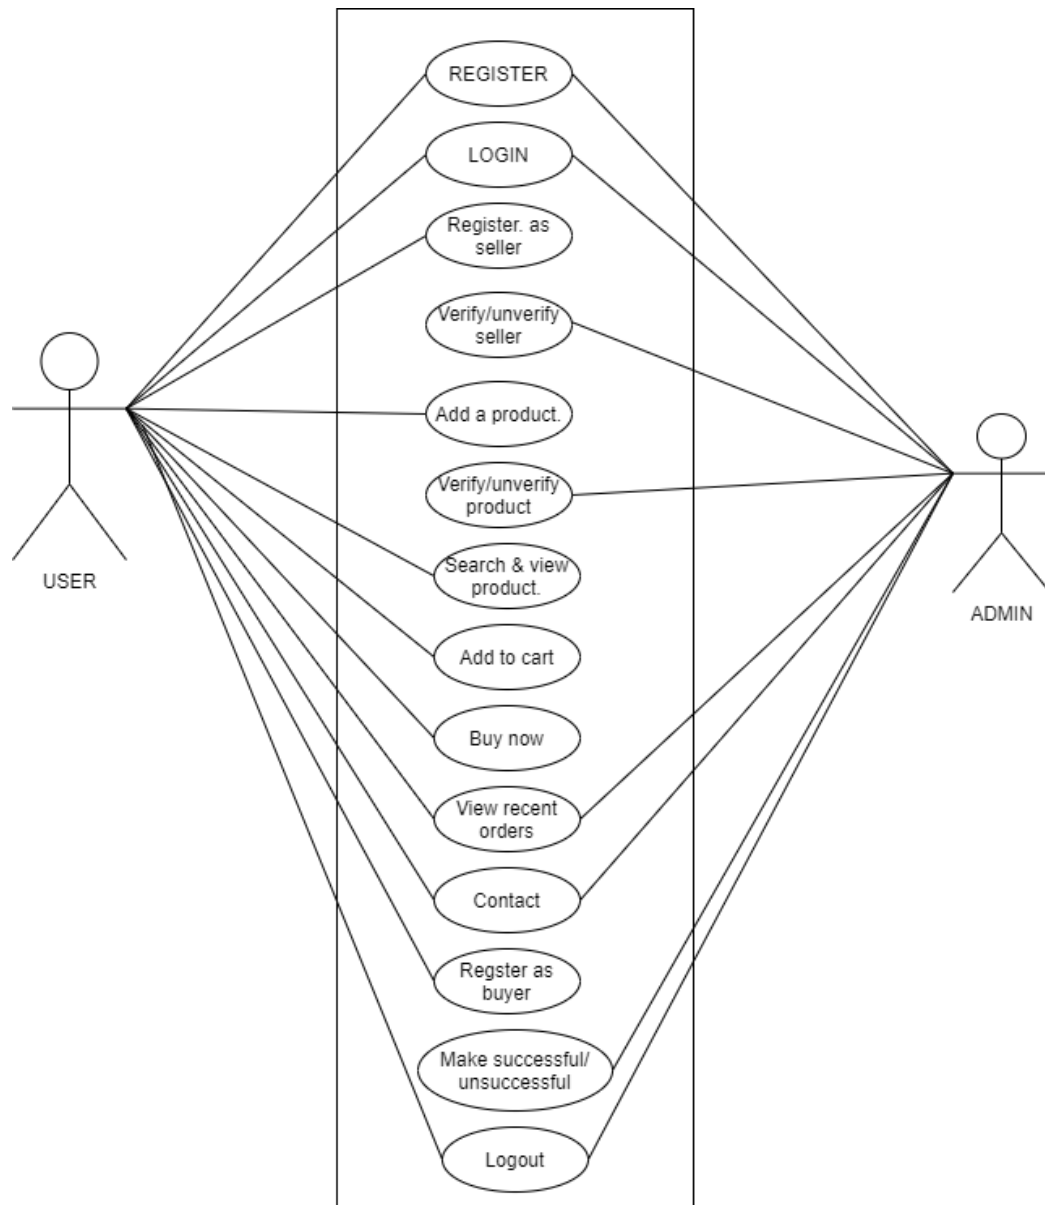 REGISTER
LOGIN
Register. as
seller
Verify/unverify
seller
Add a product.
Verify/unverify
product
USER
Search & view
product.
ADMIN
Add to cart
Buy now
View recent
orders
Contact
Regster as
buyer
Make successful/
unsuccessful
Logout